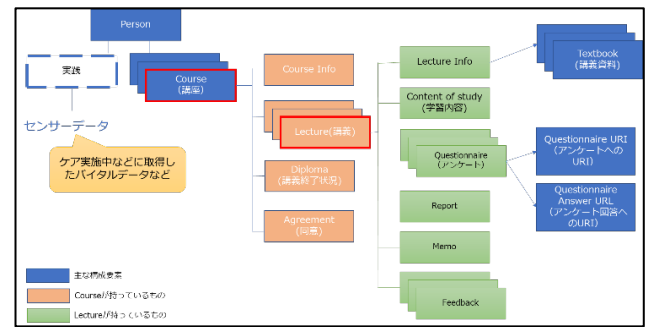 Person
実践
Course
(講座)
センサーデータ
ケア実施中などに取得し
たバイタルデータなど
Course Info
Lecture(講義)
Diploma
(講義終了状況)
Agreement
(同意)
Lecture Info
Content of study
(学習内容)
Questionnaire
(アンケート)
Report
Memo
Feedback
Textbook
(講義資料)
Questionnaire URI
(アンケートへの
URI)
Questionnaire
Answer URL
(アンケート回答へ
のURI)
主な構成要素
Courseが持っているもの
Lectureが持っているもの